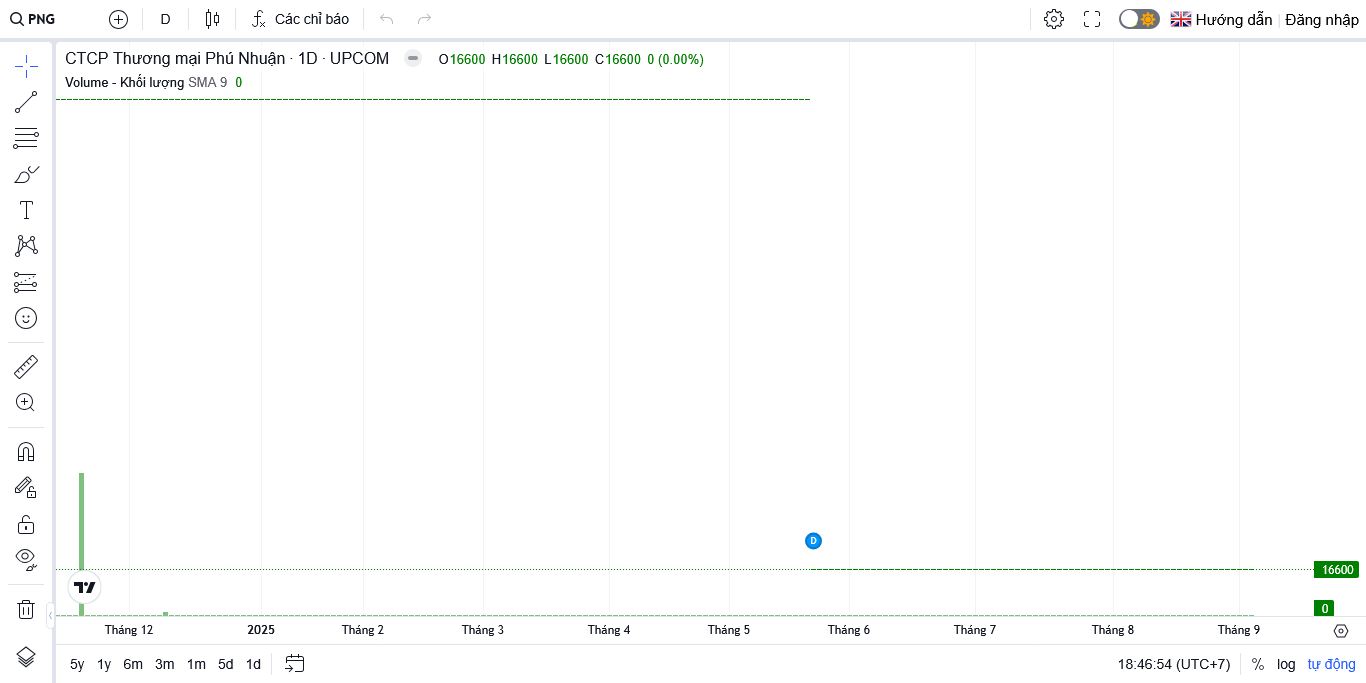 PNG D Các chỉ báo Hướng dẫn Đăng nhập
CTCP Thương mại Phú Nhuận · 1D · UPCOM O16600 H16600 L16600 C16600 0 (0.00%)
Volume - Khối lượng SMA 9 0
D
16600
0
Tháng 12 2025 Tháng 2 Tháng 3 Tháng 4 Tháng 5 Tháng 6 Tháng 7 Tháng 8 Tháng 9
5y 1y 6m 3m 1m 5d 1d 18:46:54 (UTC+7) % log tự động